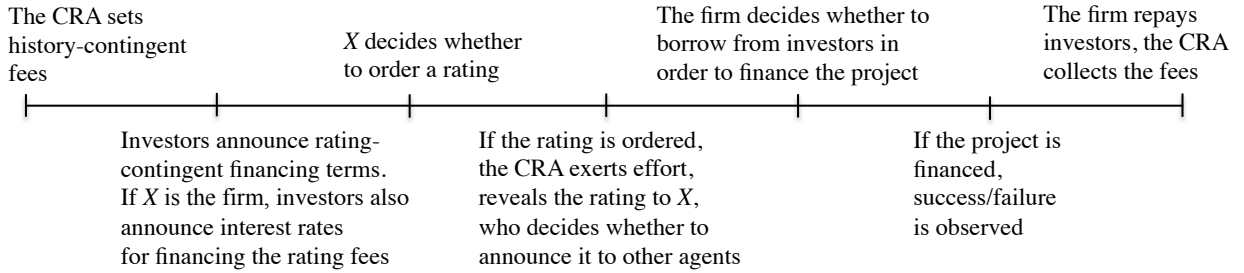 The CRA sets
history-contingent
fees
Investors announce rating-
contingent financing terms.
If X is the firm, investors also
announce interest rates
for financing the rating fees
X decides whether
to order a rating
If the rating is ordered,
the CRA exerts effort,
reveals the rating to X,
who decides whether to
announce it to other agents
The firm decides whether to
borrow from investors in
order to finance the project
If the project is
financed,
success/failure
is observed
The firm repays
investors, the CRA
collects the fees